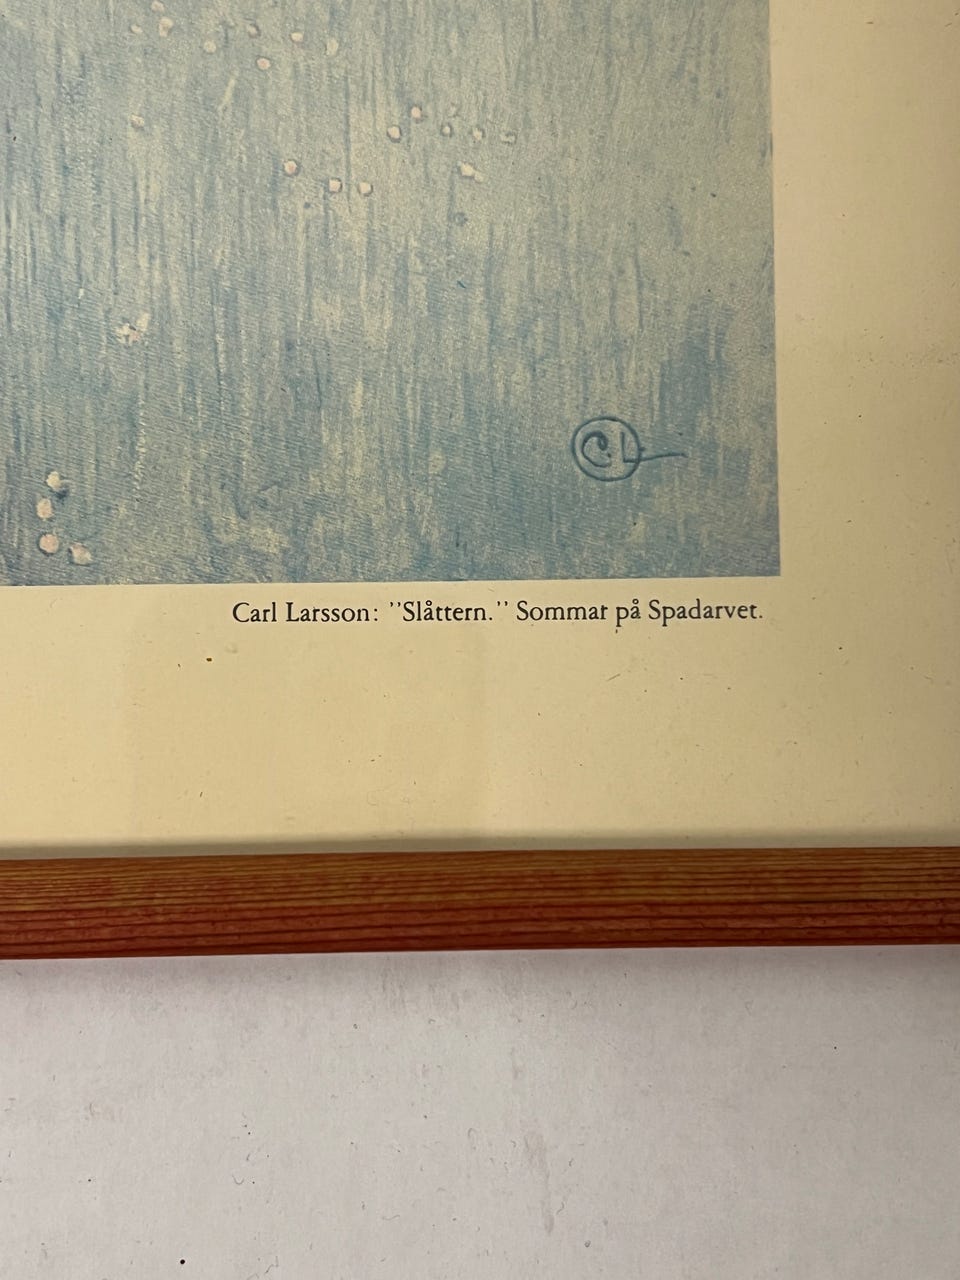 C.L.
Carl Larsson: ”Slåttern.” Sommar på Spadarvet.